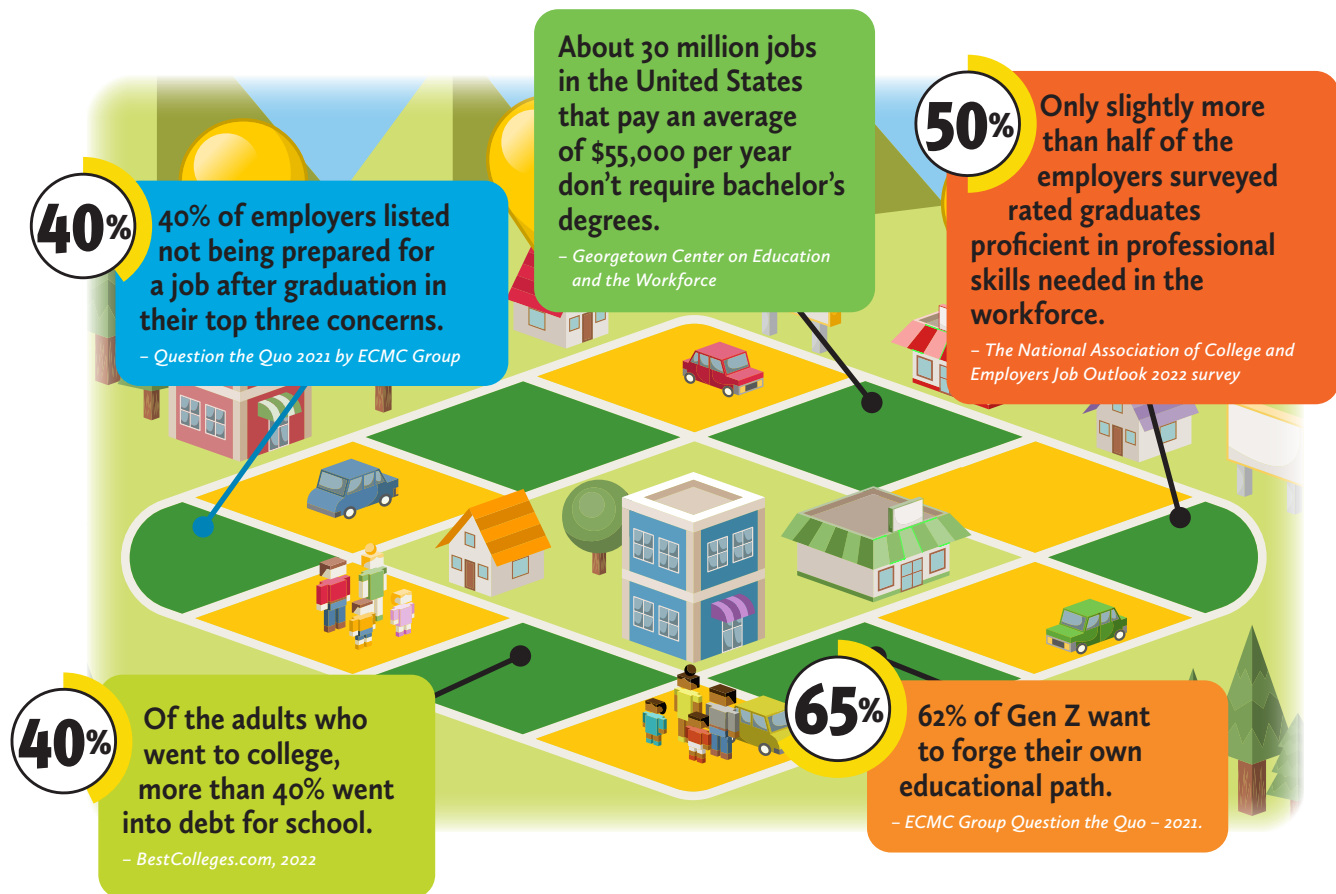 About 30 million jobs
in the United States
that pay an average
of $55,000 per year
don’t require bachelor’s
degrees.
– Georgetown Center on Education
and the Workforce
50%
Only slightly more
than half of the
employers surveyed
rated graduates
proficient in professional
skills needed in the
workforce.
– The National Association of College and
Employers Job Outlook 2022 survey
40%
40% of employers listed
not being prepared for
a job after graduation in
their top three concerns.
– Question the Quo 2021 by ECMC Group
40%
Of the adults who
went to college,
more than 40% went
into debt for school.
– BestColleges.com, 2022
65%
62% of Gen Z want
to forge their own
educational path.
– ECMC Group Question the Quo – 2021.